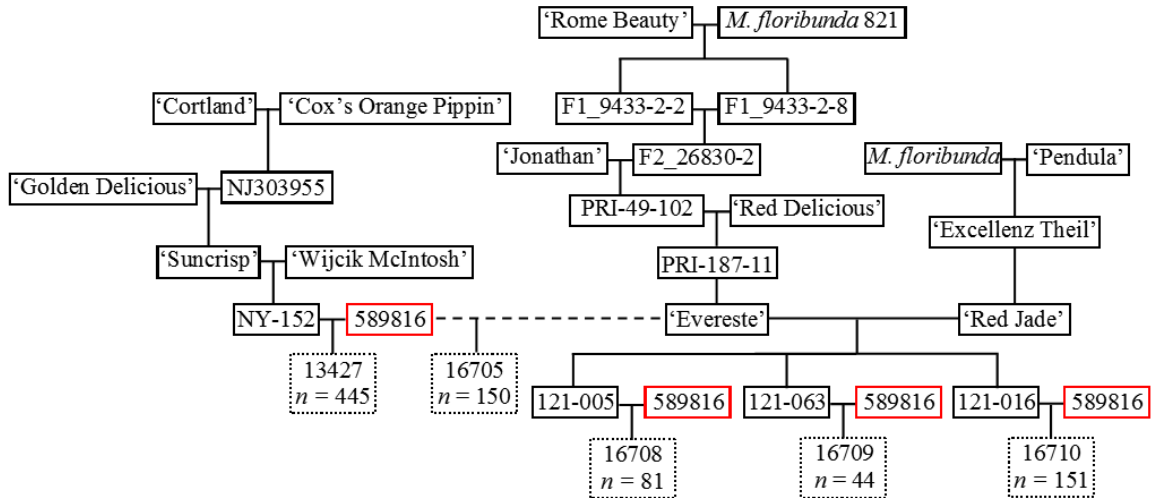 ‘Rome Beauty’ M. floribunda 821
‘Cortland’ ‘Cox’s Orange Pippin’ F1_9433-2-2 F1_9433-2-8
‘Jonathan’ F2_26830-2 M. floribunda ‘Pendula’
‘Golden Delicious’ NJ303955
PRI-49-102 ‘Red Delicious’
‘Excellenz Theil’
‘Suncrisp’ ‘Wijcik McIntosh’ PRI-187-11
NY-152 589816 ‘Evereste’ ‘Red Jade’
13427 16705
n = 445 n = 150
121-005 589816 121-063 589816 121-016 589816
16708 16709 16710
n = 81 n = 44 n = 151